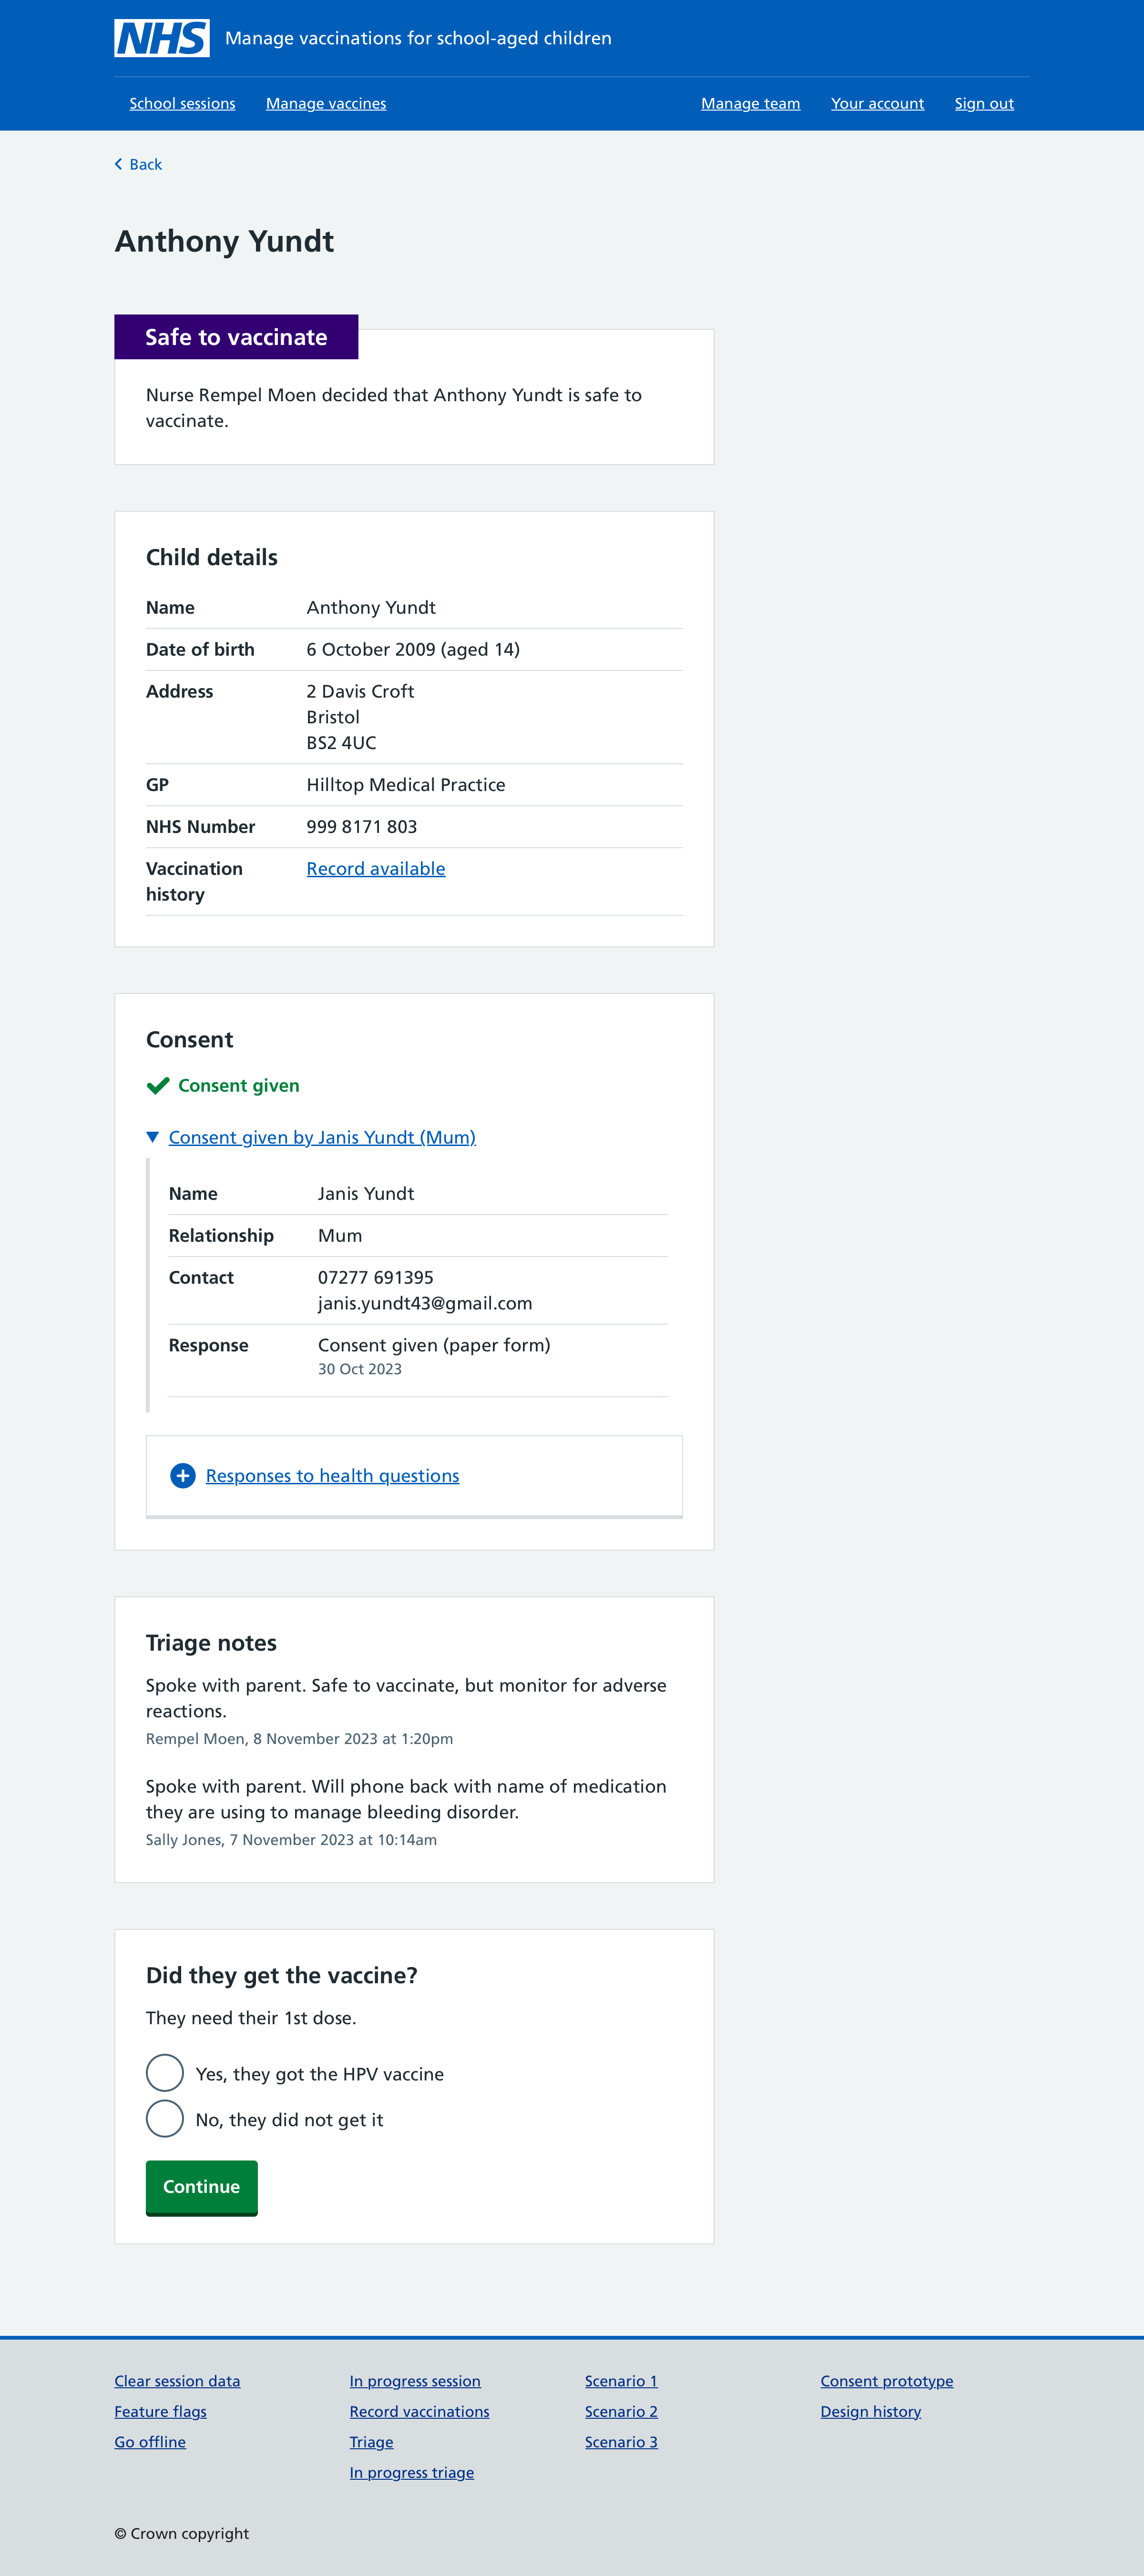 NHS Manage vaccinations for school-aged children
School sessions Manage vaccines Manage team Your account Sign out
Back
Anthony Yundt
Safe to vaccinate
Nurse Rempel Moen decided that Anthony Yundt is safe to
vaccinate.
Child details
Name Anthony Yundt
Date of birth 6 October 2009 (aged 14)
Address 2 Davis Croft
Bristol
BS2 4UC
GP Hilltop Medical Practice
NHS Number 999 8171 803
Vaccination Record available
history
Consent
Consent given
Consent given by Janis Yundt (Mum)
Name Janis Yundt
Relationship Mum
Contact 07277 691395
janis.yundt43@gmail.com
Response Consent given (paper form)
30 Oct 2023
Responses to health questions
Triage notes
Spoke with parent. Safe to vaccinate, but monitor for adverse
reactions.
Rempel Moen, 8 November 2023 at 1:20pm
Spoke with parent. Will phone back with name of medication
they are using to manage bleeding disorder.
Sally Jones, 7 November 2023 at 10:14am
Did they get the vaccine?
They need their 1st dose.
Yes, they got the HPV vaccine
No, they did not get it
Continue
Clear session data In progress session Scenario 1 Consent prototype
Feature flags Record vaccinations Scenario 2 Design history
Go offline Triage Scenario 3
In progress triage
© Crown copyright